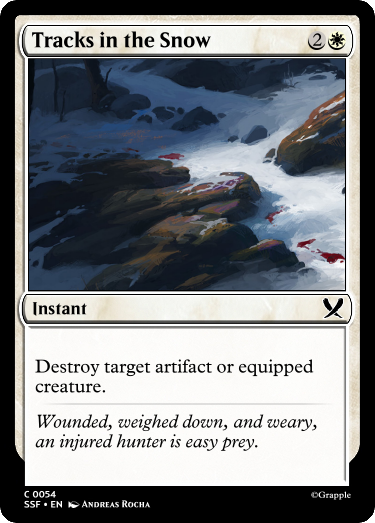 Tracks in the Snow 2
Instant
Destroy target artifact or equipped
creature.
Wounded, weighed down, and weary,
an injured hunter is easy prey.
C 0054
SSF • EN Andreas Rocha
©Grapple